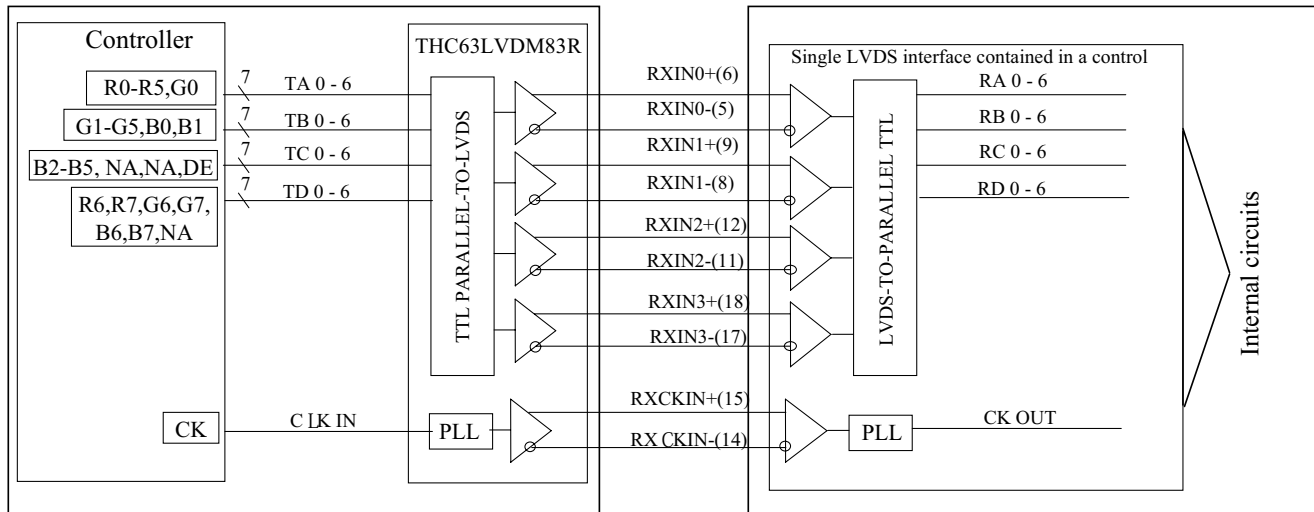 Controller
R0-R5,G0
G1-G5,B0,B1
B2-B5, NA,NA,DE
R6,R7,G6,G7,
B6,B7,NA
CK
7
TA 0 - 6
7
TB 0 - 6
7
TC 0 - 6
7
TD 0 - 6
CLK IN
THC63LVDM83R
TTL PARALLEL-TO-LVDS
PLL
RXIN0+(6)
RXIN0-(5)
RXIN1+(9)
RXIN1-(8)
RXIN2+(12)
RXIN2-(11)
RXIN3+(18)
RXIN3-(17)
RXCKIN+(15)
RXCKIN-(14)
Single LVDS interface contained in a control
LVDS-TO-PARALLEL TTL
PLL
RA 0 - 6
RB 0 - 6
RC 0 - 6
RD 0 - 6
CK OUT
Internal circuits